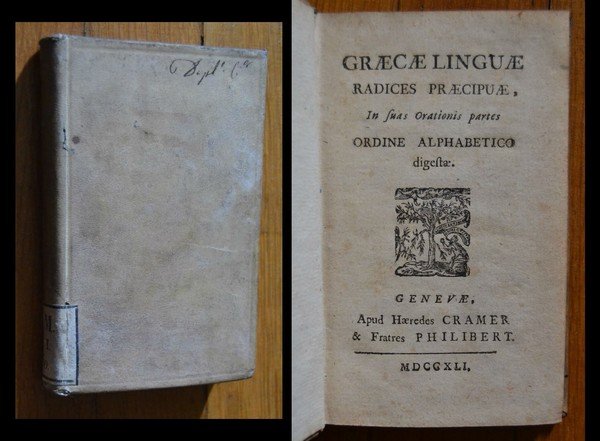 GRÆCÆ LINGUÆ
RADICES PRÆCIPUÆ,
In ſuas Orationis partes
ORDINE ALPHABETICO
digeſtæ.
GENEVÆ,
Apud Hæredes CRAMER
& Fratres PHILIBERT.
MDCCXLI.